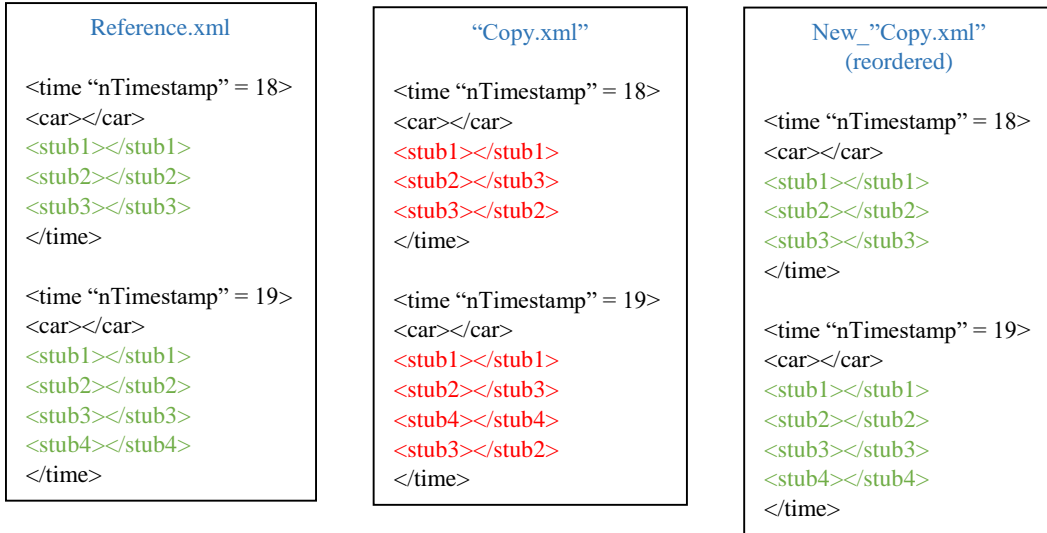 Reference.xml
<time “nTimestamp” = 18>
<car></car>
<stub1></stub1>
<stub2></stub2>
<stub3></stub3>
</time>
<time “nTimestamp” = 19>
<car></car>
<stub1></stub1>
<stub2></stub2>
<stub3></stub3>
<stub4></stub4>
</time>
“Copy.xml”
<time “nTimestamp” = 18>
<car></car>
<stub1></stub1>
<stub2></stub3>
<stub3></stub2>
</time>
<time “nTimestamp” = 19>
<car></car>
<stub1></stub1>
<stub2></stub3>
<stub4></stub4>
<stub3></stub2>
</time>
New_”Copy.xml”
(reordered)
<time “nTimestamp” = 18>
<car></car>
<stub1></stub1>
<stub2></stub2>
<stub3></stub3>
</time>
<time “nTimestamp” = 19>
<car></car>
<stub1></stub1>
<stub2></stub2>
<stub3></stub3>
<stub4></stub4>
</time>